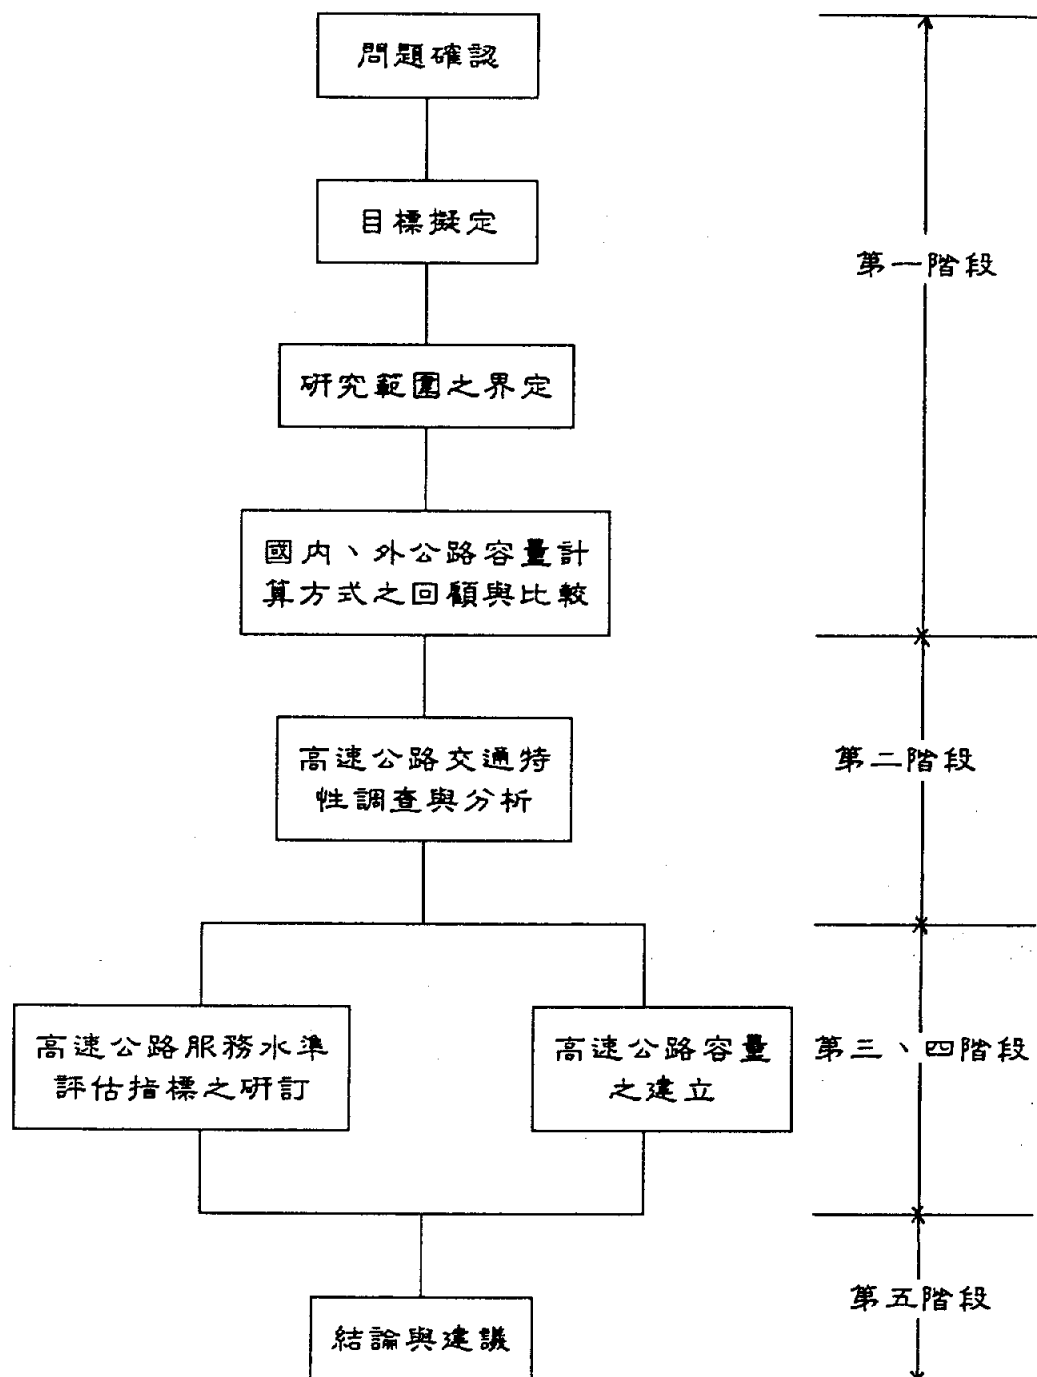 問題確認
目標擬定
第一階段
研究範圍之界定
國内、外公路容量計
算方式之回顧與比較
高速公路交通特
性調查與分析
第二階段
高速公路服務水準
評估指標之研訂
高速公路容量
之建立
第三、四階段
結論與建議
第五階段